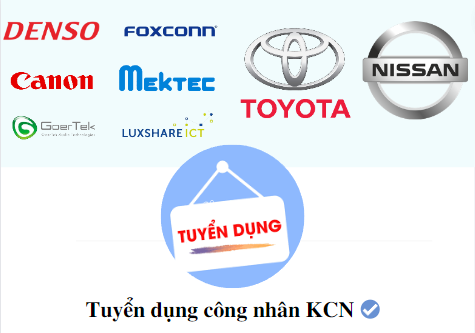 DENSO
FOXCONN
Canon
MEKTEC
TOYOTA
NISSAN
GoerTek
LUXSHARE ICT
TUYỂN DỤNG
Tuyển dụng công nhân KCN